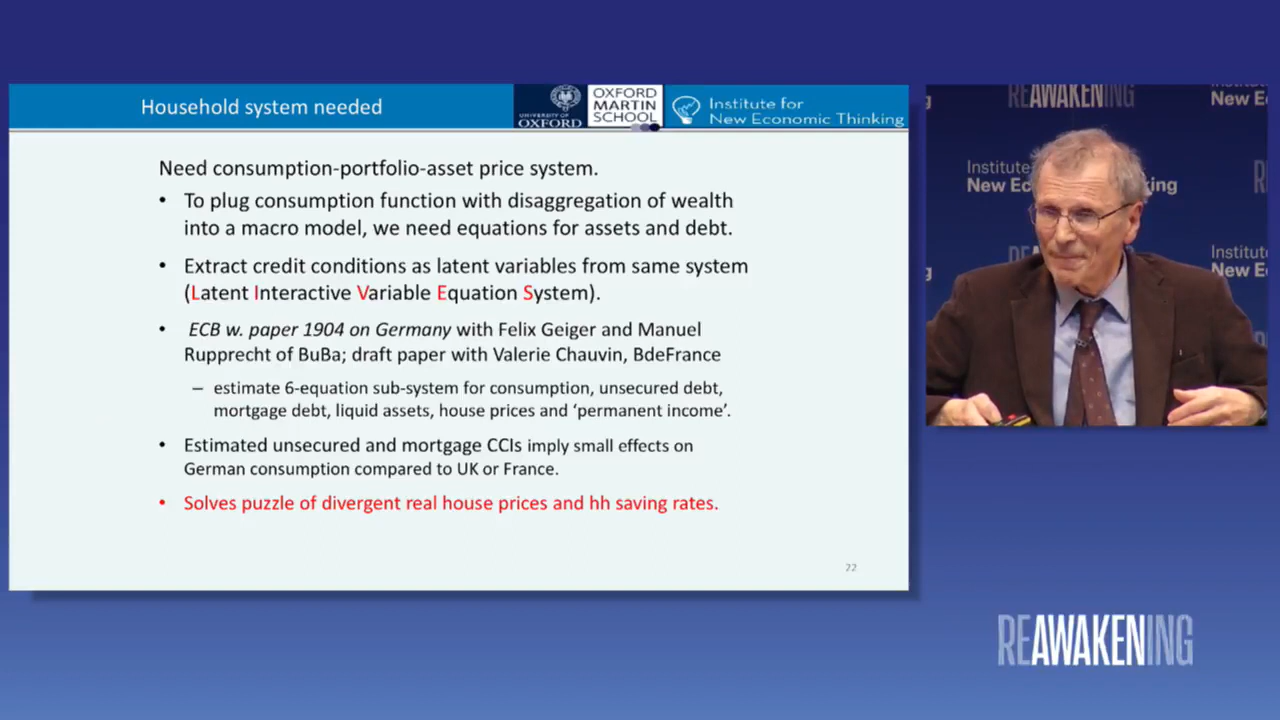 Household system needed
UNIVERSITY OF
OXFORD
OXFORD
MARTIN
SCHOOL
Institute for
New Economic Thinking
Need consumption-portfolio-asset price system.
• To plug consumption function with disaggregation of wealth
into a macro model, we need equations for assets and debt.
• Extract credit conditions as latent variables from same system
(Latent Interactive Variable Equation System).
• ECB w. paper 1904 on Germany with Felix Geiger and Manuel
Rupprecht of BuBa; draft paper with Valerie Chauvin, BdeFrance
– estimate 6-equation sub-system for consumption, unsecured debt,
mortgage debt, liquid assets, house prices and ‘permanent income’.
• Estimated unsecured and mortgage CCIs imply small effects on
German consumption compared to UK or France.
• Solves puzzle of divergent real house prices and hh saving rates.
22
REAWAKENING
New E
Institute
New Ec king
Institut
New E
REAWAKENING